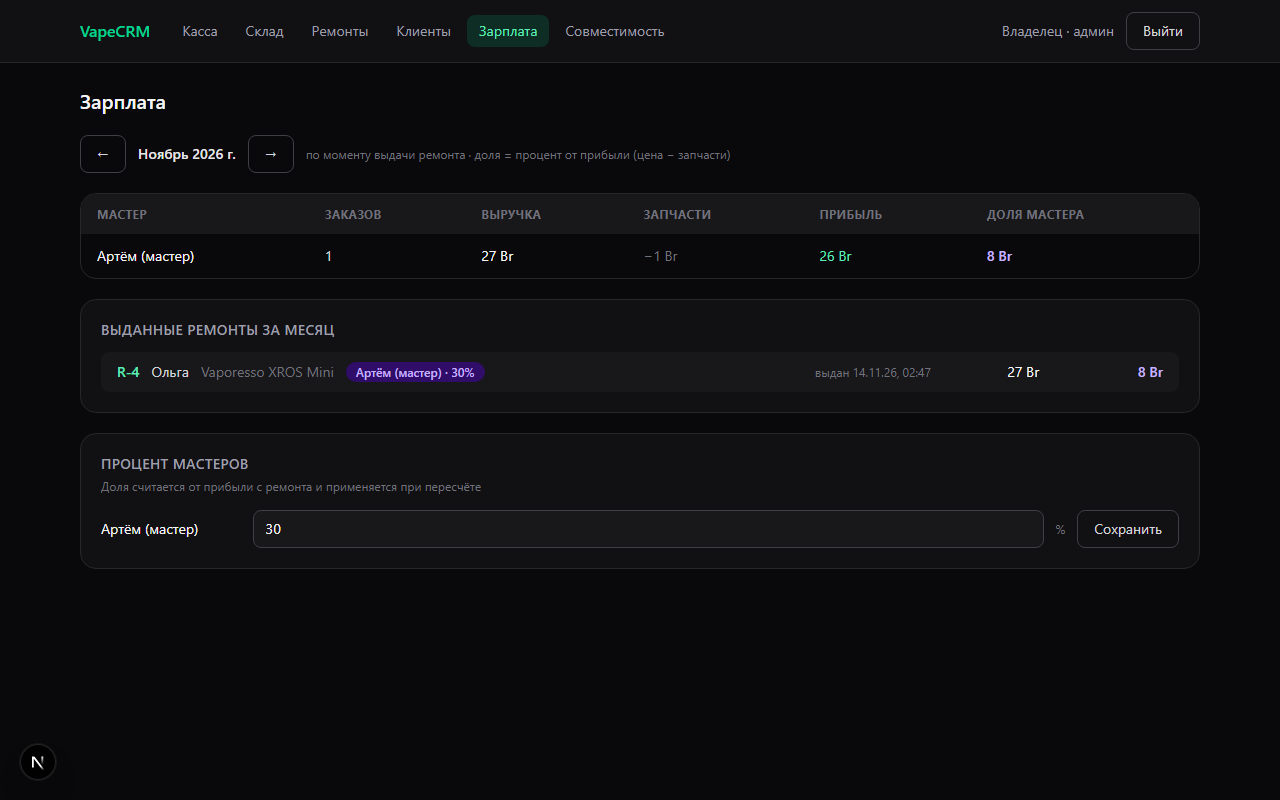 VapeCRM Касса Склад Ремонты Клиенты Зарплата Совместимость Владелец · админ Выйти
Зарплата
← Ноябрь 2026 г. → по моменту выдачи ремонта · доля = процент от прибыли (цена − запчасти)
МАСТЕР ЗАКАЗОВ ВЫРУЧКА ЗАПЧАСТИ ПРИБЫЛЬ ДОЛЯ МАСТЕРА
Артём (мастер) 1 27 Br −1 Br 26 Br 8 Br
ВЫДАННЫЕ РЕМОНТЫ ЗА МЕСЯЦ
R-4 Ольга Vaporesso XROS Mini Артём (мастер) · 30% выдан 14.11.26, 02:47 27 Br 8 Br
ПРОЦЕНТ МАСТЕРОВ
Доля считается от прибыли с ремонта и применяется при пересчёте
Артём (мастер) 30 % Сохранить
N